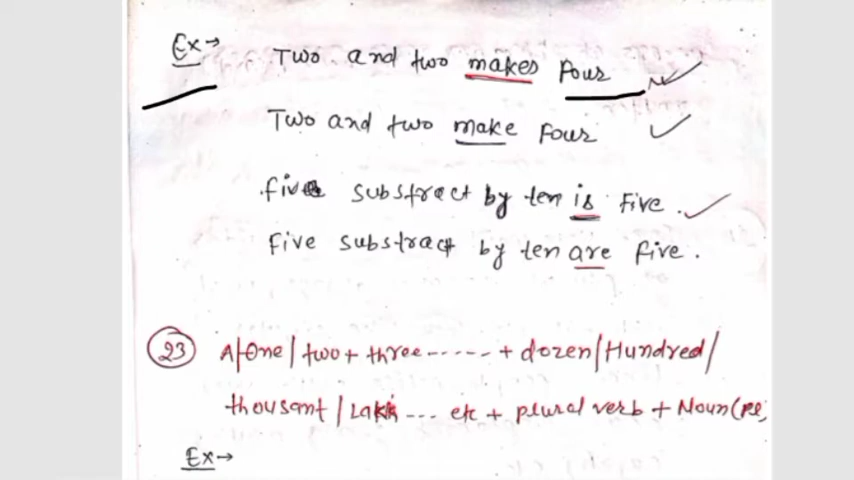 Ex→ Two and two makes Four
Two and two make Four
five substract by ten is Five.
Five substract by ten are five.
23 A/one/two + three ------ + dozen/Hundred/
thousant/Lakh --- etc + plural verb + Noun(pl)
Ex→